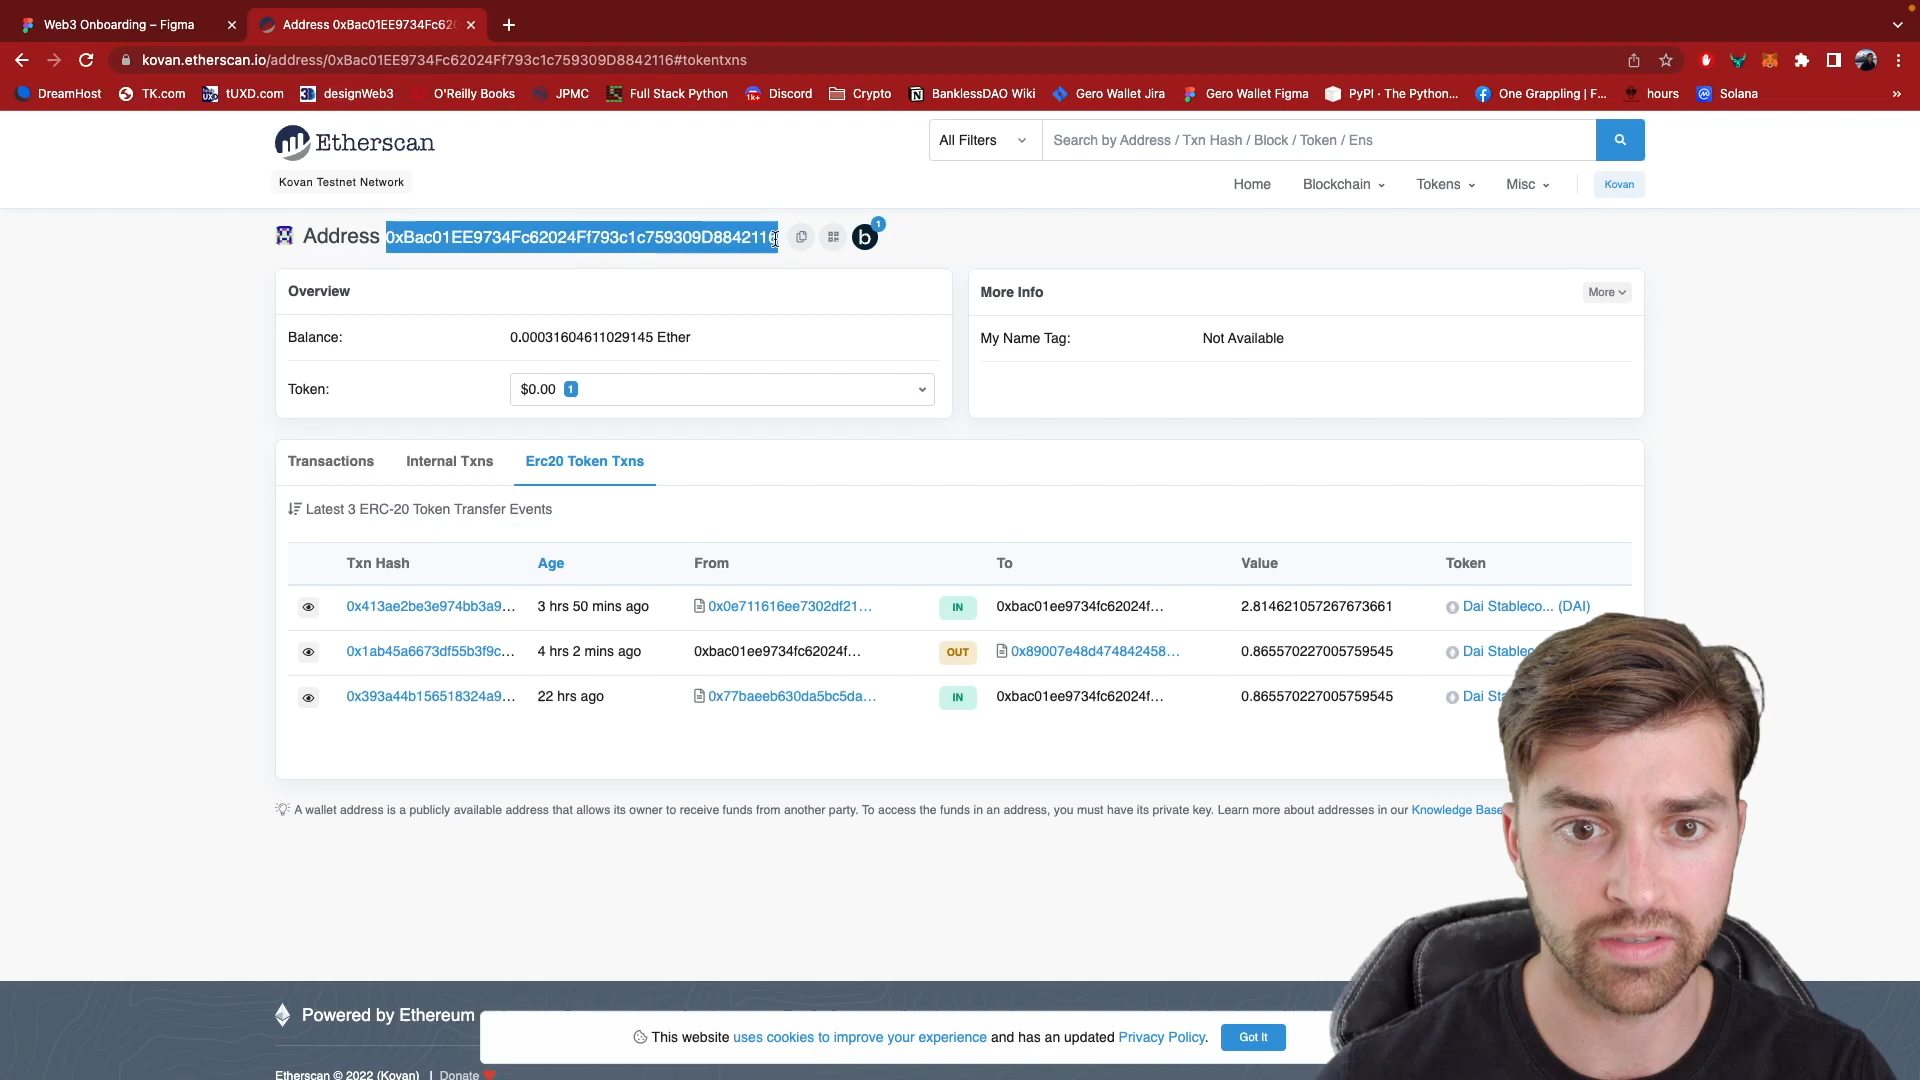 Web3 Onboarding – Figma
Address 0xBac01EE9734Fc620
kovan.etherscan.io/address/0xBac01EE9734Fc62024Ff793c1c759309D8842116#tokentxns
DreamHost TK.com tUXD.com designWeb3 O'Reilly Books JPMC Full Stack Python Discord Crypto BanklessDAO Wiki Gero Wallet Jira Gero Wallet Figma PyPI · The Python... One Grappling | F... hours Solana »
Etherscan
All Filters
Search by Address / Txn Hash / Block / Token / Ens
Kovan Testnet Network
Home Blockchain Tokens Misc Kovan
Address 0xBac01EE9734Fc62024Ff793c1c759309D8842116
b 1
Overview
More Info
More
Balance: 0.00031604611029145 Ether
My Name Tag: Not Available
Token: $0.00 1
Transactions Internal Txns Erc20 Token Txns
Latest 3 ERC-20 Token Transfer Events
Txn Hash Age From To Value Token
0x413ae2be3e974bb3a9... 3 hrs 50 mins ago 0x0e711616ee7302df21... IN 0xbac01ee9734fc62024f... 2.814621057267673661 Dai Stableco... (DAI)
0x1ab45a6673df55b3f9c... 4 hrs 2 mins ago 0xbac01ee9734fc62024f... OUT 0x89007e48d474842458... 0.865570227005759545 Dai
0x393a44b156518324a9... 22 hrs ago 0x77baeeb630da5bc5da... IN 0xbac01ee9734fc62024f... 0.865570227005759545 Dai
A wallet address is a publicly available address that allows its owner to receive funds from another party. To access the funds in an address, you must have its private key. Learn more about addresses in our Knowledge Base
Powered by Ethereum
This website uses cookies to improve your experience and has an updated Privacy Policy.
Got It
Etherscan © 2022 (Kovan) | Donate